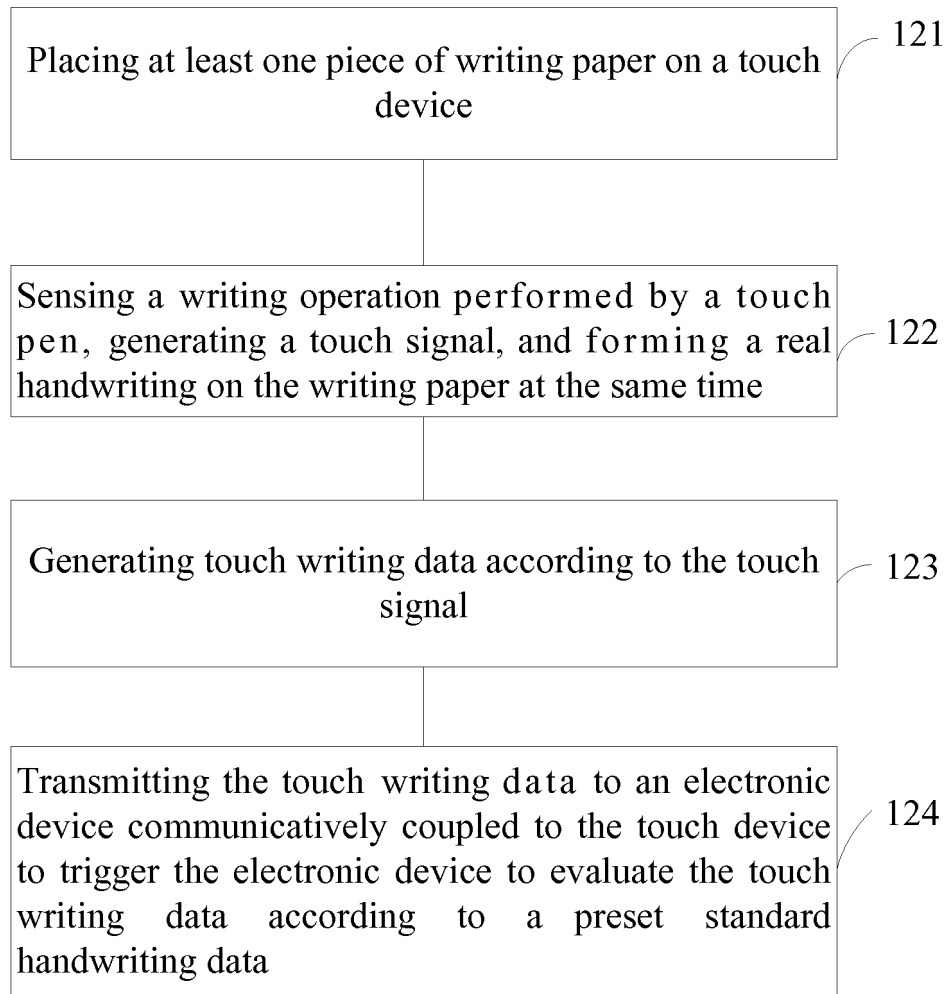 Placing at least one piece of writing paper on a touch
device
121
Sensing a writing operation performed by a touch
pen, generating a touch signal, and forming a real
handwriting on the writing paper at the same time
122
Generating touch writing data according to the touch
signal
123
Transmitting the touch writing data to an electronic
device communicatively coupled to the touch device
to trigger the electronic device to evaluate the touch
writing data according to a preset standard
handwriting data
124